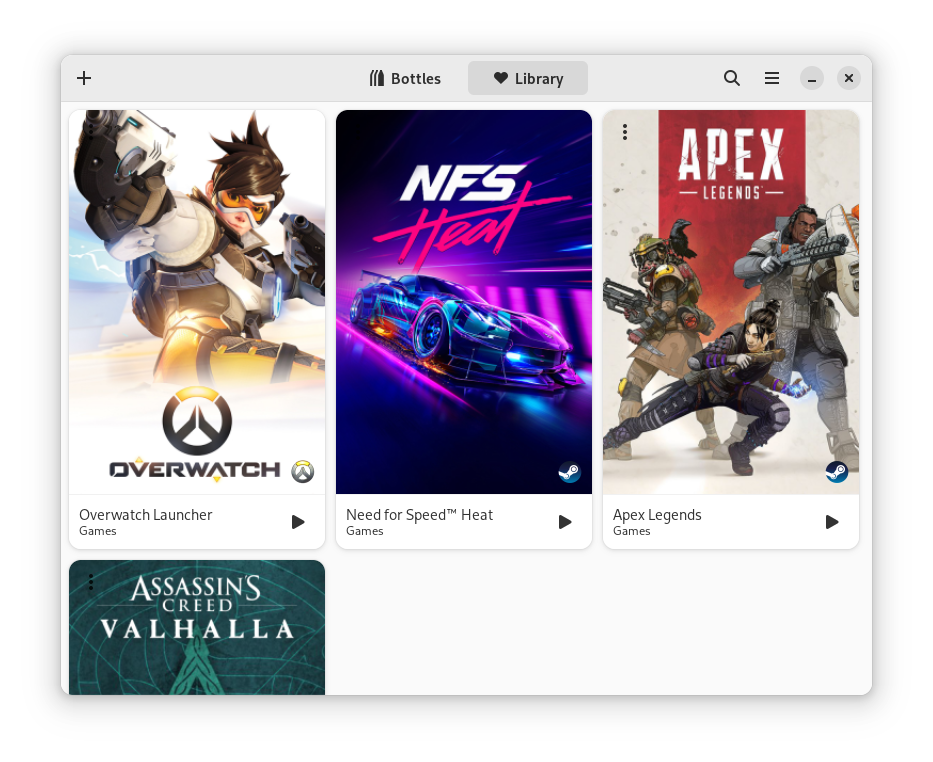 Bottles
Library
NFS
Heat
APEX
LEGENDS
OVERWATCH
Overwatch Launcher
Games
Need for Speed™ Heat
Games
Apex Legends
Games
ASSASSIN'S
CREED
VALHALLA